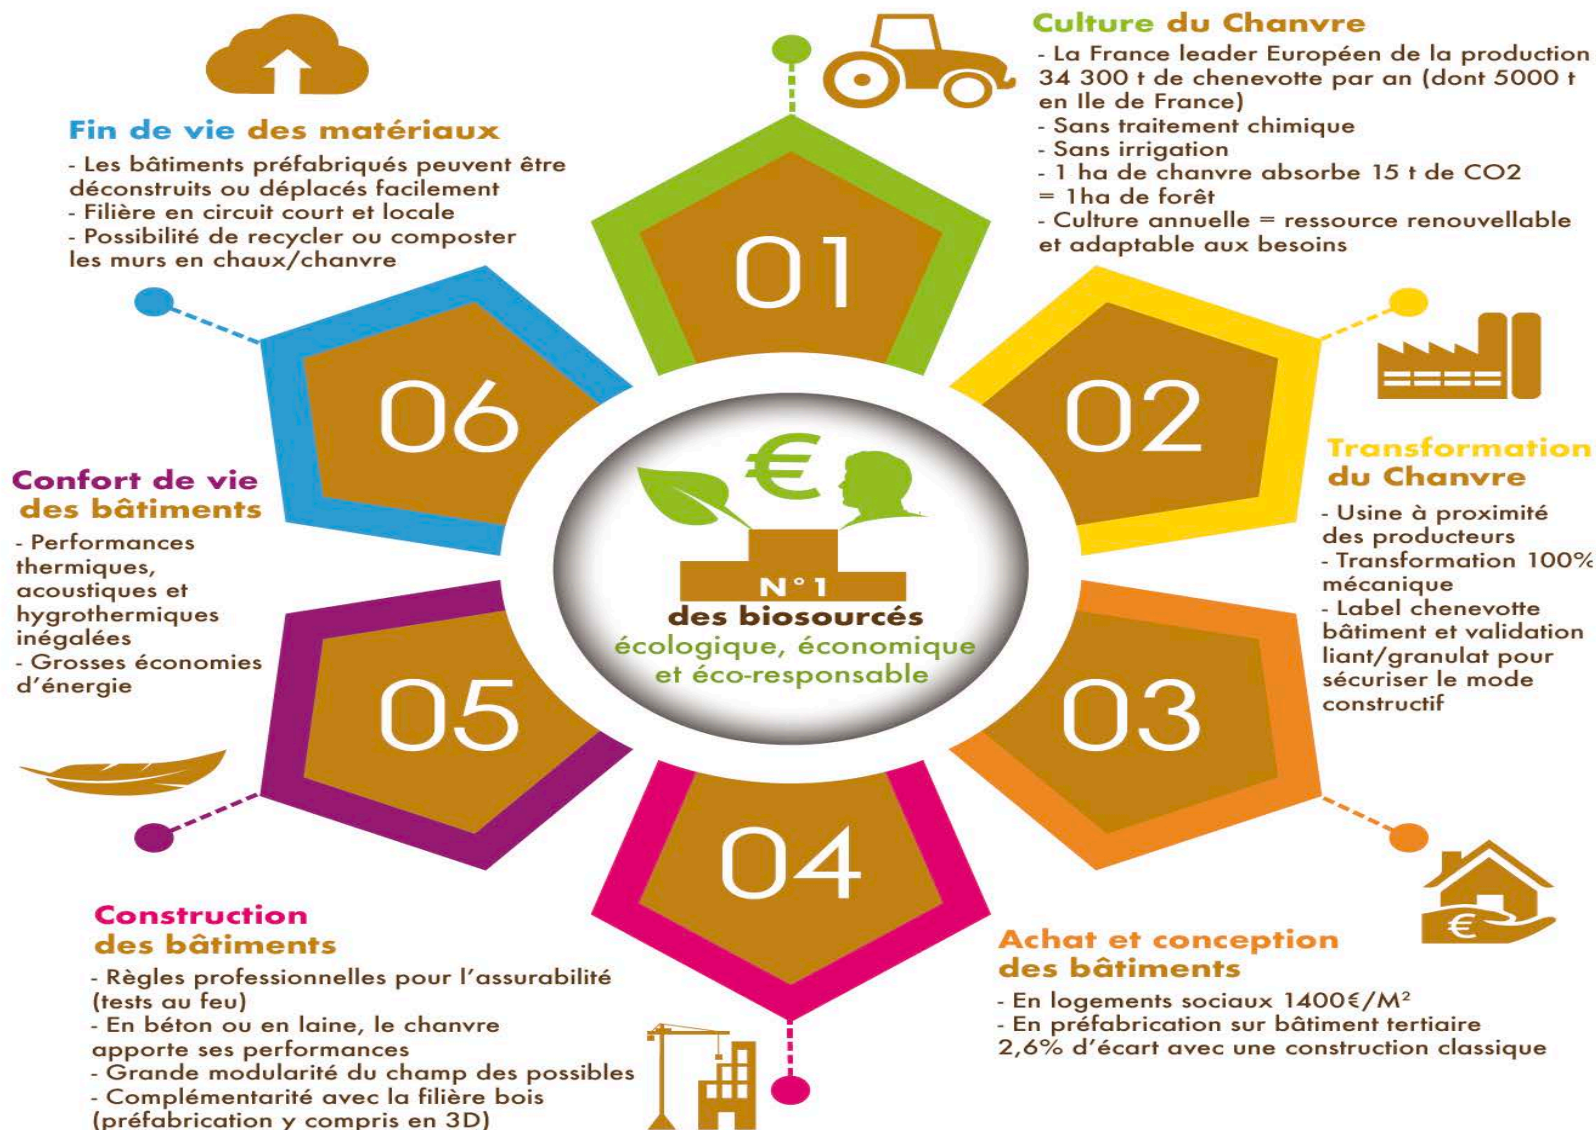 Culture du Chanvre
- La France leader Européen de la production
34 300 t de chenevotte par an (dont 5000 t
en Ile de France)
- Sans traitement chimique
- Sans irrigation
- 1 ha de chanvre absorbe 15 t de CO2
= 1ha de forêt
- Culture annuelle = ressource renouvellable
et adaptable aux besoins
01
02
Transformation
du Chanvre
- Usine à proximité
des producteurs
- Transformation 100%
mécanique
- Label chenevotte
bâtiment et validation
liant/granulat pour
sécuriser le mode
constructif
03
Achat et conception
des bâtiments
- En logements sociaux 1400€/M²
- En préfabrication sur bâtiment tertiaire
2,6% d'écart avec une construction classique
€
04
Construction
des bâtiments
- Règles professionnelles pour l'assurabilité
(tests au feu)
- En béton ou en laine, le chanvre
apporte ses performances
- Grande modularité du champ des possibles
- Complémentarité avec la filière bois
(préfabrication y compris en 3D)
05
Confort de vie
des bâtiments
- Performances
thermiques,
acoustiques et
hygrothermiques
inégalées
- Grosses économies
d'énergie
06
Fin de vie des matériaux
- Les bâtiments préfabriqués peuvent être
déconstruits ou déplacés facilement
- Filière en circuit court et locale
- Possibilité de recycler ou composter
les murs en chaux/chanvre
€
N°1
des biosourcés
écologique, économique
et éco-responsable